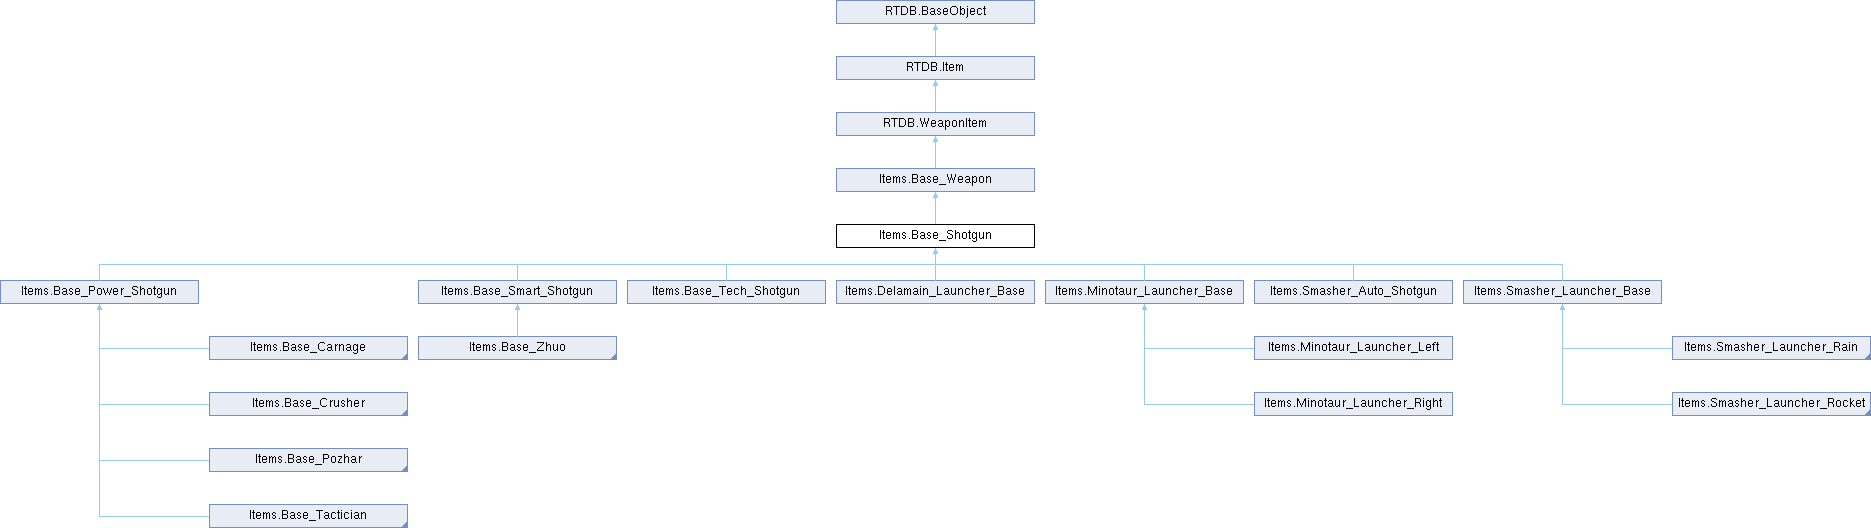 RTDB.BaseObject
RTDB.Item
RTDB.WeaponItem
Items.Base_Weapon
Items.Base_Shotgun
Items.Base_Power_Shotgun
Items.Base_Smart_Shotgun
Items.Base_Tech_Shotgun
Items.Delamain_Launcher_Base
Items.Minotaur_Launcher_Base
Items.Smasher_Auto_Shotgun
Items.Smasher_Launcher_Base
Items.Base_Carnage
Items.Base_Zhuo
Items.Minotaur_Launcher_Left
Items.Smasher_Launcher_Rain
Items.Base_Crusher
Items.Minotaur_Launcher_Right
Items.Smasher_Launcher_Rocket
Items.Base_Pozhar
Items.Base_Tactician